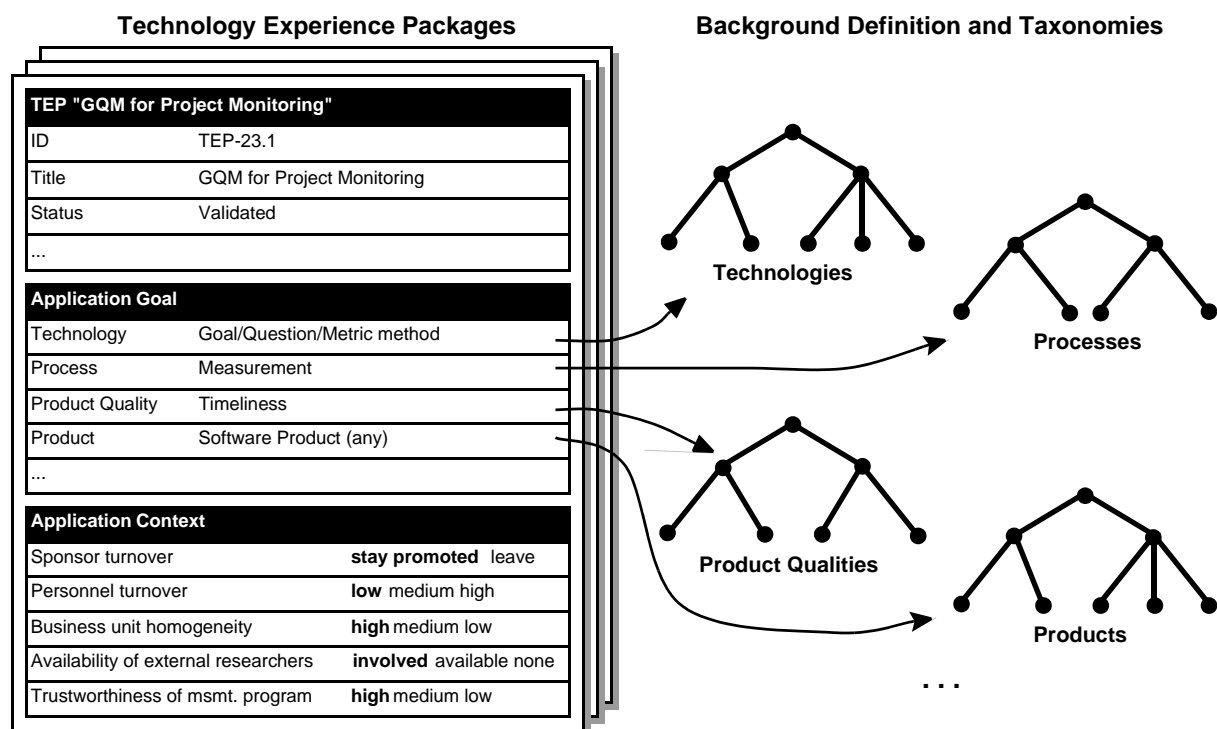 Technology Experience Packages
Background Definition and Taxonomies
TEP "GQM for Project Monitoring"
ID TEP-23.1
Title GQM for Project Monitoring
Status Validated
...
Application Goal
Technology Goal/Question/Metric method
Process Measurement
Product Quality Timeliness
Product Software Product (any)
...
Application Context
Sponsor turnover stay promoted leave
Personnel turnover low medium high
Business unit homogeneity high medium low
Availability of external researchers involved available none
Trustworthiness of msmt. program high medium low
Technologies
Processes
Product Qualities
Products
. . .